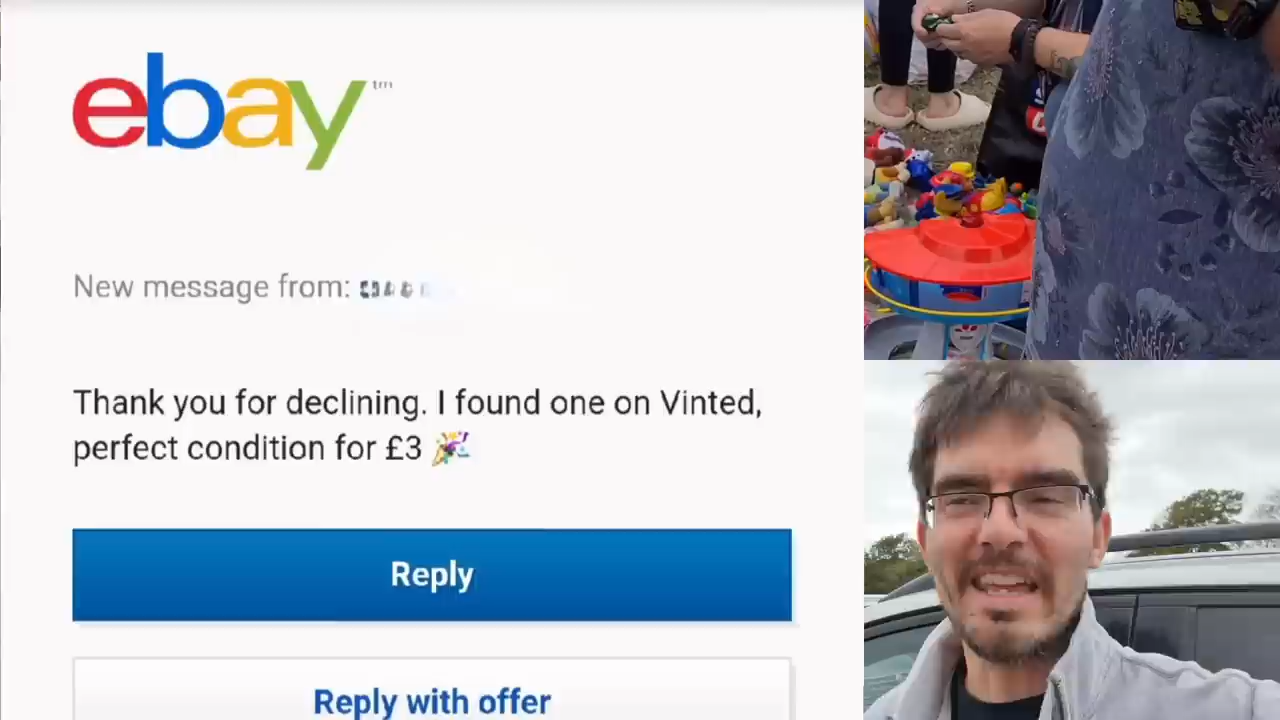 ebay™
New message from:
Thank you for declining. I found one on Vinted,
perfect condition for £3 🎉
Reply
Reply with offer